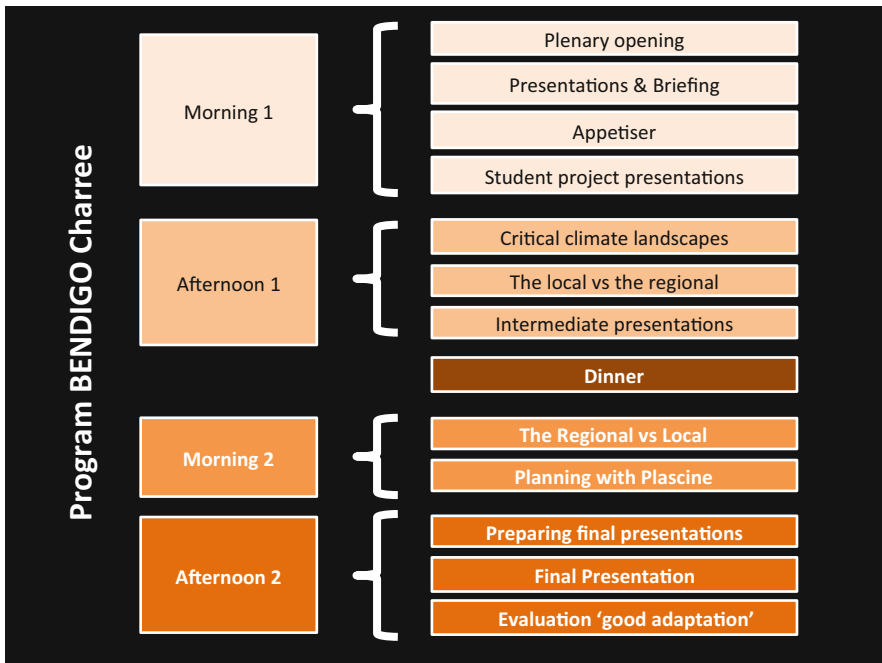 Program BENDIGO Charree
Morning 1
Plenary opening
Presentations & Briefing
Appetiser
Student project presentations
Afternoon 1
Critical climate landscapes
The local vs the regional
Intermediate presentations
Dinner
Morning 2
The Regional vs Local
Planning with Plascine
Afternoon 2
Preparing final presentations
Final Presentation
Evaluation ‘good adaptation’